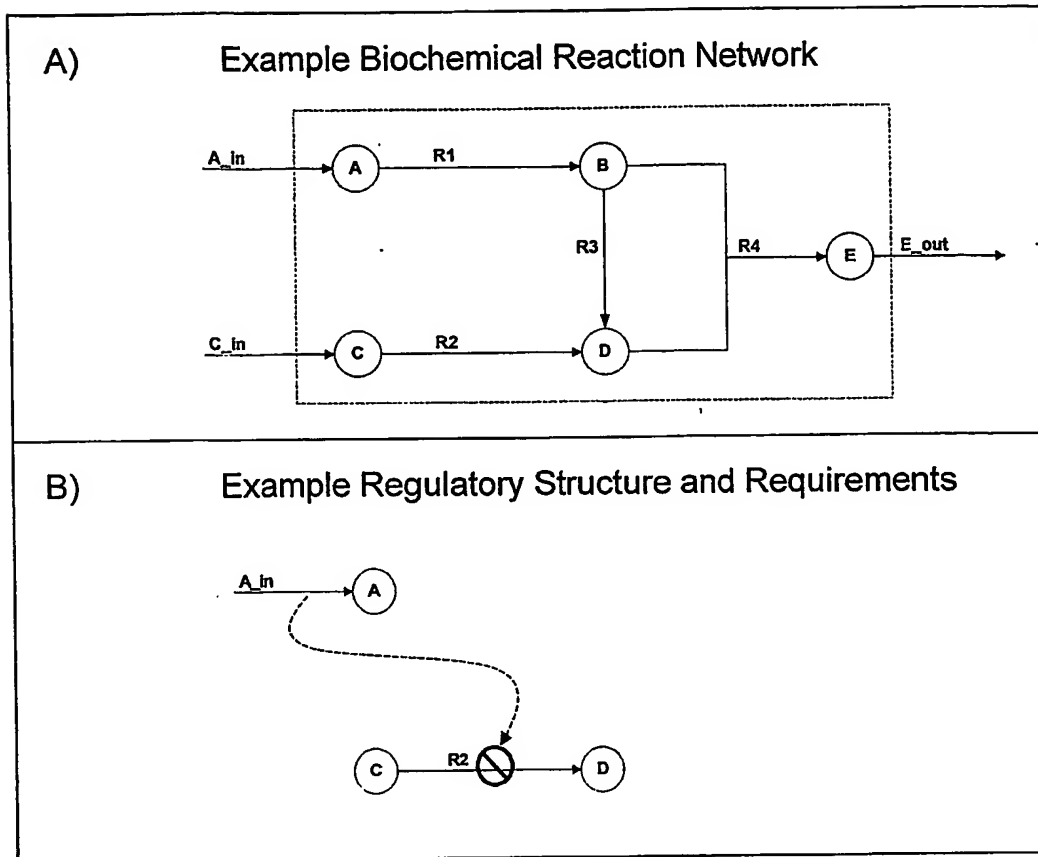 A) Example Biochemical Reaction Network
A_in A R1 B
R3 R4 E E_out
C_in C R2 D
B) Example Regulatory Structure and Requirements
A_in A
C R2 D